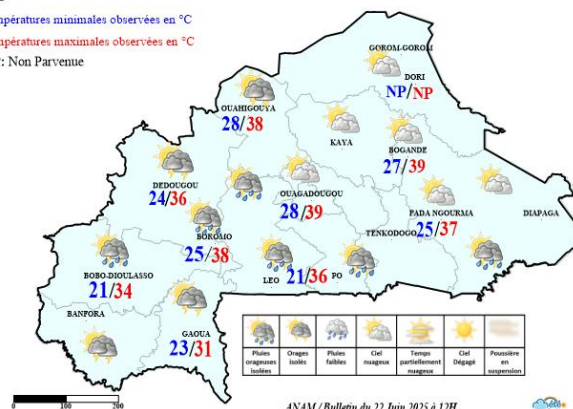 mpératures minimales observées en °C
mpératures maximales observées en °C
: Non Parvenue
GOROM-GOROM
DORI
NP/NP
OUAHIGOUYA
28/38
KAYA
BOGANDE
27/39
DEDOUGOU
24/36
OUAGADOUGOU
28/39
FADA NGOURMA
25/37
DIAPAGA
BOROMO
25/38
TENKODOGO
BOBO-DIOULASSO
21/34
LEO 21/36 PO
BANFORA
GAOUA
23/31
Pluies orageuses isolées
Orages isolés
Pluies faibles
Ciel nuageux
Temps partiellement nuageux
Ciel Dégagé
Poussière en suspension
0 100 200
ANAM / Bulletin du 22 Juin 2025 à 12H